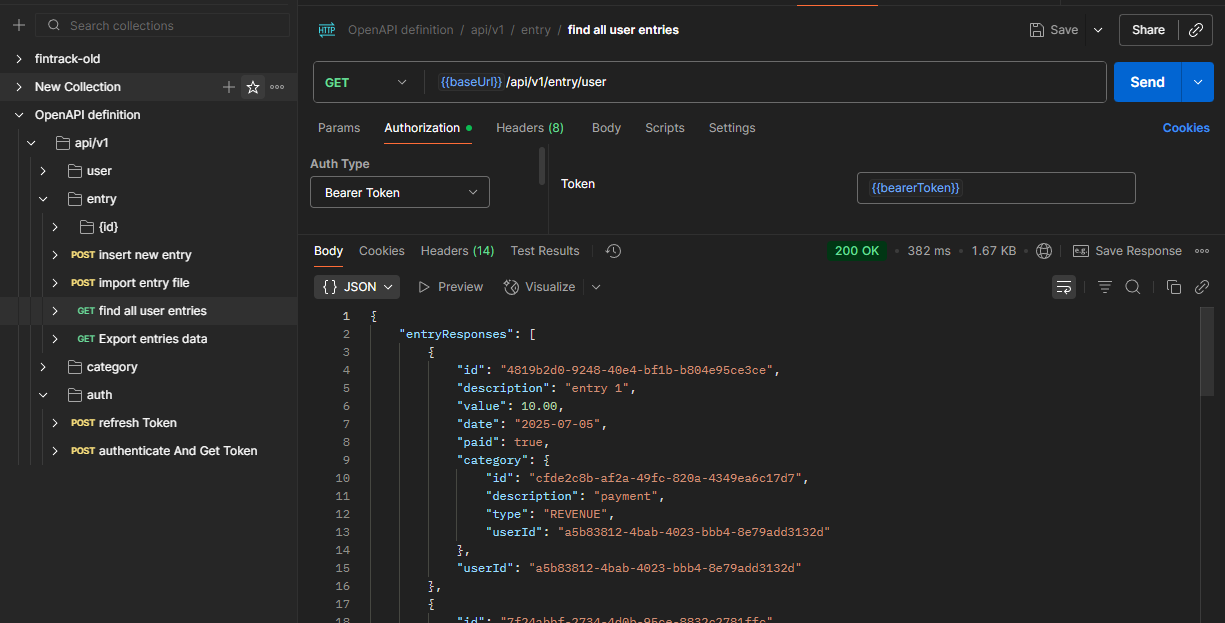 Search collections
fintrack-old
New Collection
OpenAPI definition
api/v1
user
entry
{id}
POST insert new entry
POST import entry file
GET find all user entries
GET Export entries data
category
auth
POST refresh Token
POST authenticate And Get Token
HTTP OpenAPI definition / api/v1 / entry / find all user entries
Save
Share
GET {{baseUrl}} /api/v1/entry/user
Send
Params Authorization Headers (8) Body Scripts Settings
Cookies
Auth Type
Bearer Token
Token
{{bearerToken}}
Body Cookies Headers (14) Test Results
200 OK • 382 ms • 1.67 KB • e.g. Save Response
{} JSON Preview Visualize
1 {
2 "entryResponses": [
3 {
4 "id": "4819b2d0-9248-40e4-bf1b-b804e95ce3ce",
5 "description": "entry 1",
6 "value": 10.00,
7 "date": "2025-07-05",
8 "paid": true,
9 "category": {
10 "id": "cfde2c8b-af2a-49fc-820a-4349ea6c17d7",
11 "description": "payment",
12 "type": "REVENUE",
13 "userId": "a5b83812-4bab-4023-bbb4-8e79add3132d"
14 },
15 "userId": "a5b83812-4bab-4023-bbb4-8e79add3132d"
16 },
17 {
18 "id": "7f24abbf-2734-4d0b-95ce-8832c2781ffc",